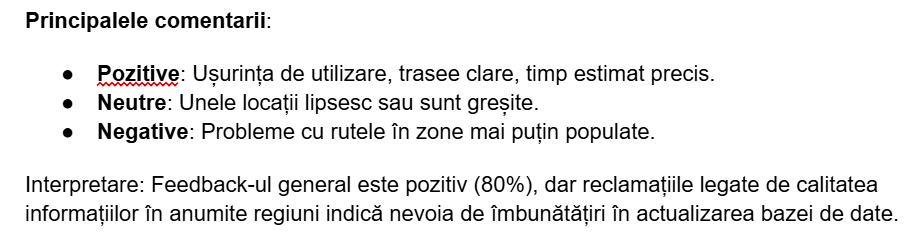 Principalele comentarii:
● Pozitive: Ușurința de utilizare, trasee clare, timp estimat precis.
● Neutre: Unele locații lipsesc sau sunt greșite.
● Negative: Probleme cu rutele în zone mai puțin populate.
Interpretare: Feedback-ul general este pozitiv (80%), dar reclamațiile legate de calitatea
informațiilor în anumite regiuni indică nevoia de îmbunătățiri în actualizarea bazei de date.